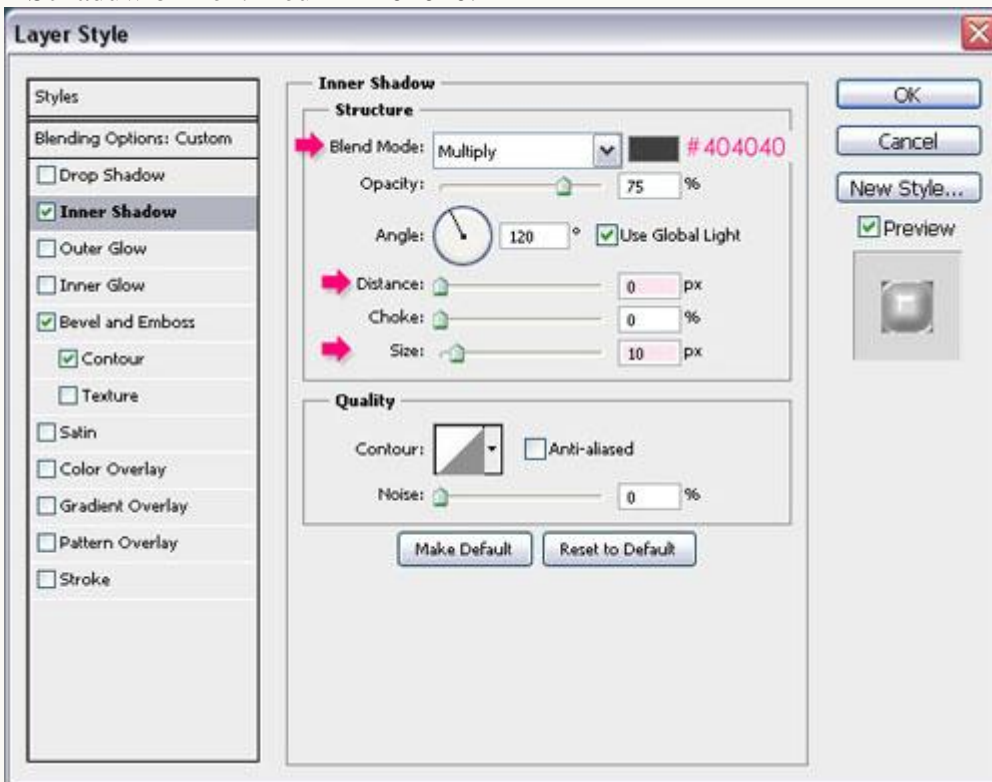 Layer Style
Styles
Blending Options: Custom
Drop Shadow
Inner Shadow
Outer Glow
Inner Glow
Bevel and Emboss
Contour
Texture
Satin
Color Overlay
Gradient Overlay
Pattern Overlay
Stroke
Inner Shadow
Structure
Blend Mode: Multiply #404040
Opacity: 75 %
Angle: 120 ° Use Global Light
Distance: 0 px
Choke: 0 %
Size: 10 px
Quality
Contour: Anti-aliased
Noise: 0 %
Make Default Reset to Default
OK
Cancel
New Style...
Preview